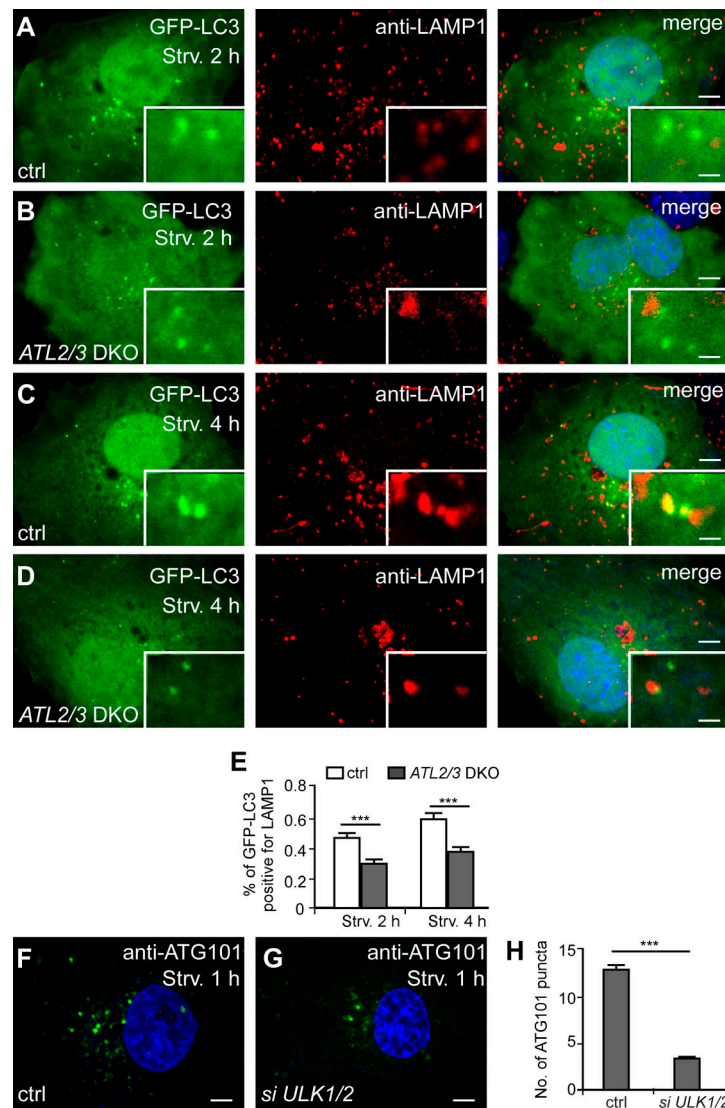 A
GFP-LC3
Strv. 2 h
ctrl
anti-LAMP1
merge
B
GFP-LC3
Strv. 2 h
ATL2/3 DKO
anti-LAMP1
merge
C
GFP-LC3
Strv. 4 h
ctrl
anti-LAMP1
merge
D
GFP-LC3
Strv. 4 h
ATL2/3 DKO
anti-LAMP1
merge
E
ctrl ATL2/3 DKO
% of GFP-LC3
positive for LAMP1
0.8
0.6
0.4
0.2
0
***
***
Strv. 2 h Strv. 4 h
F
anti-ATG101
Strv. 1 h
ctrl
G
anti-ATG101
Strv. 1 h
si ULK1/2
H
No. of ATG101 puncta
15
10
5
0
***
ctrl si ULK1/2